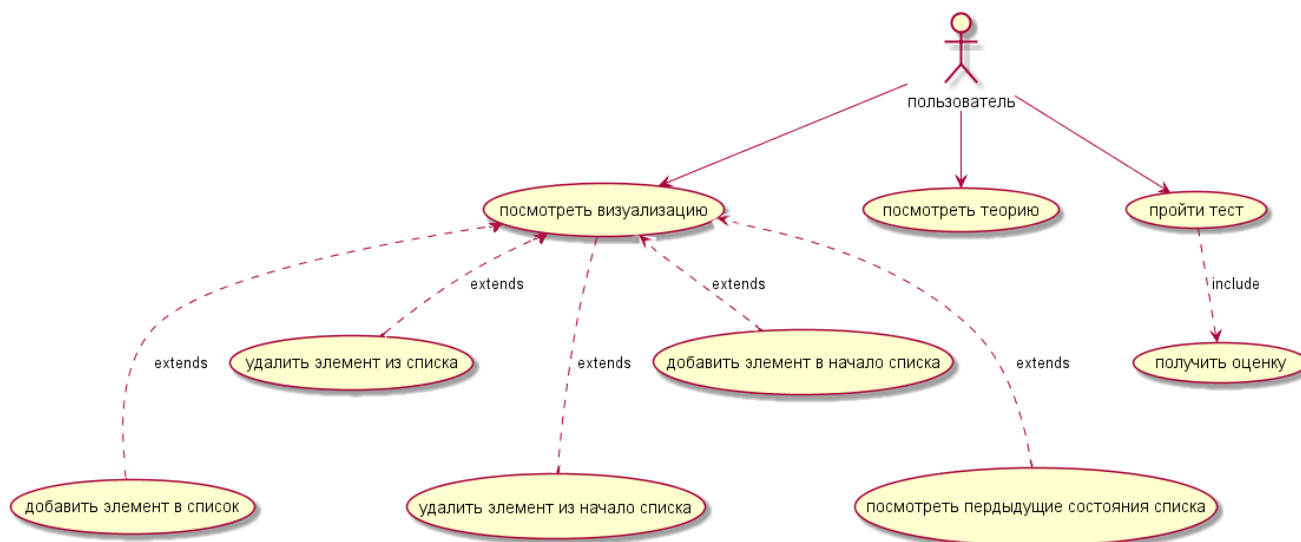 пользователь
посмотреть визуализацию
посмотреть теорию
пройти тест
extends
extends
include
удалить элемент из списка
добавить элемент в начало списка
получить оценку
extends
extends
extends
добавить элемент в список
удалить элемент из начало списка
посмотреть пердыдущие состояния списка